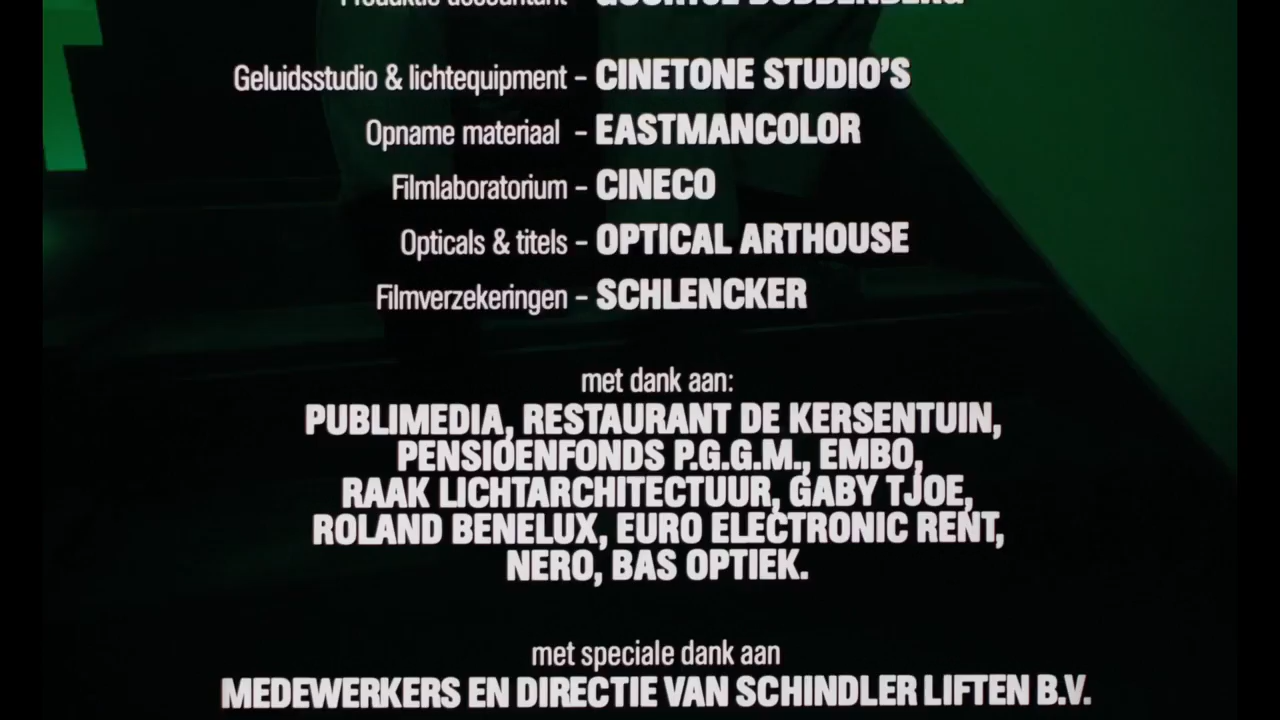 Geluidsstudio & lichtequipment - CINETONE STUDIO'S
Opname materiaal - EASTMANCOLOR
Filmlaboratorium - CINECO
Opticals & titels - OPTICAL ARTHOUSE
Filmverzekeringen - SCHLENCKER
met dank aan:
PUBLIMEDIA, RESTAURANT DE KERSENTUIN,
PENSIOENFONDS P.G.G.M., EMBO,
RAAK LICHTARCHITECTUUR, GABY TJOE,
ROLAND BENELUX, EURO ELECTRONIC RENT,
NERO, BAS OPTIEK.
met speciale dank aan
MEDEWERKERS EN DIRECTIE VAN SCHINDLER LIFTEN B.V.